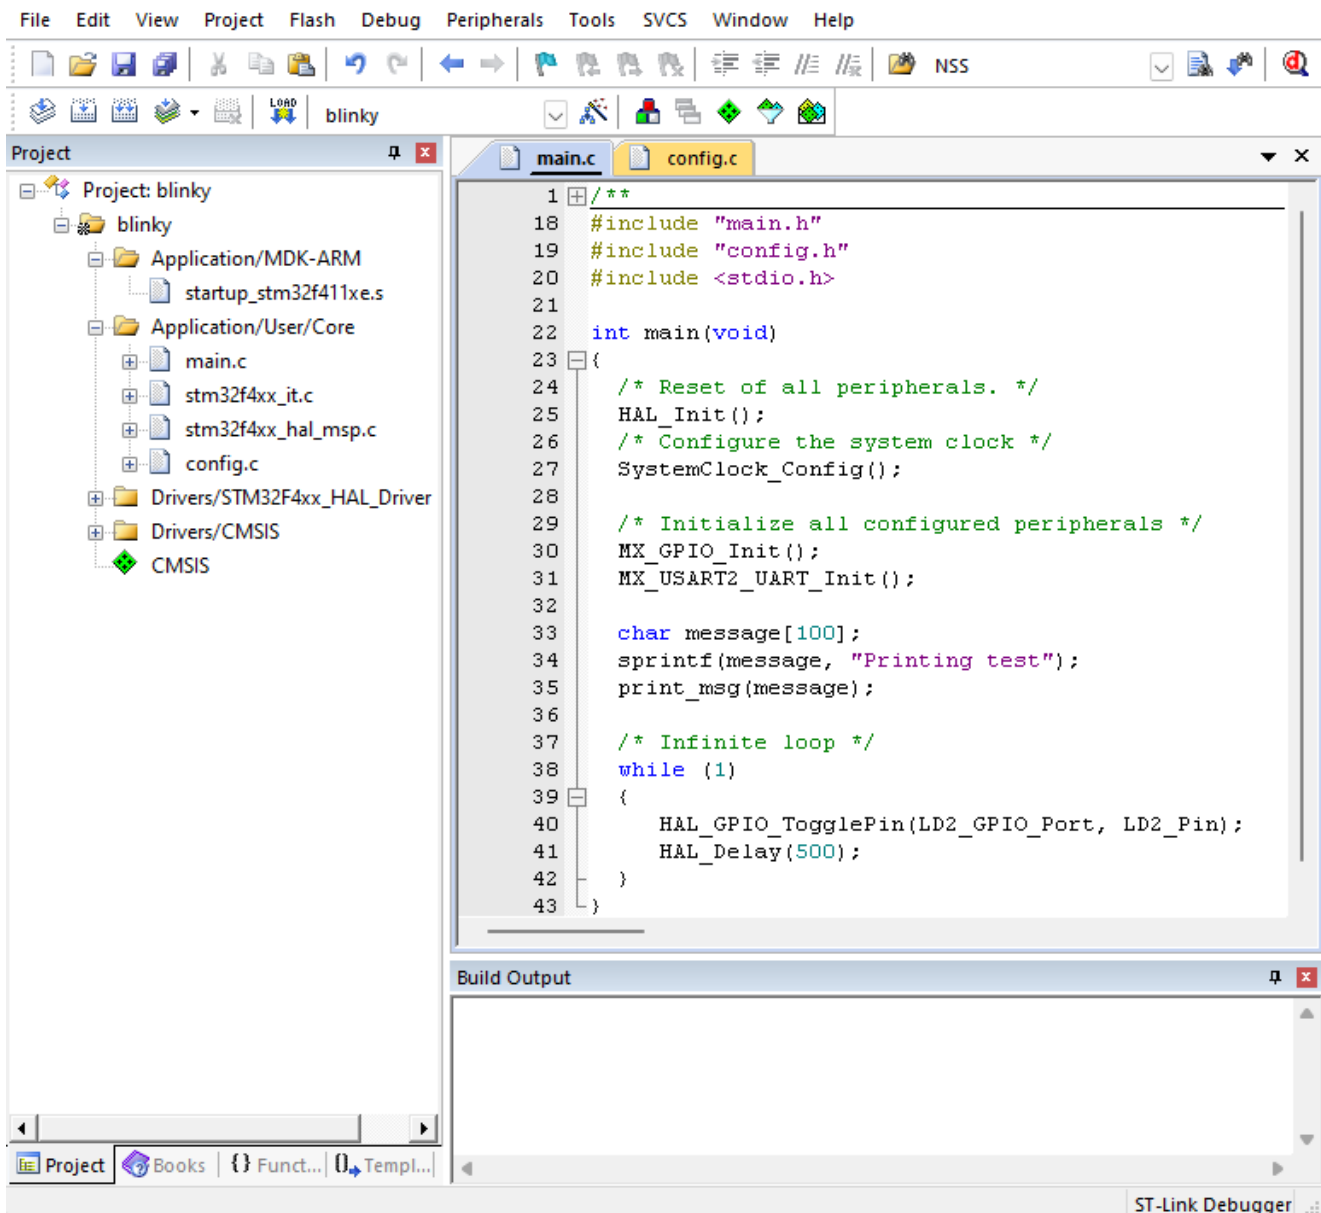 File Edit View Project Flash Debug Peripherals Tools SVCS Window Help
NSS
LOAD blinky
Project
Project: blinky
blinky
Application/MDK-ARM
startup_stm32f411xe.s
Application/User/Core
main.c
stm32f4xx_it.c
stm32f4xx_hal_msp.c
config.c
Drivers/STM32F4xx_HAL_Driver
Drivers/CMSIS
CMSIS
Project Books {} Funct... Templ...
main.c config.c
1 /**
18 #include "main.h"
19 #include "config.h"
20 #include <stdio.h>
21
22 int main(void)
23 {
24 /* Reset of all peripherals. */
25 HAL_Init();
26 /* Configure the system clock */
27 SystemClock_Config();
28
29 /* Initialize all configured peripherals */
30 MX_GPIO_Init();
31 MX_USART2_UART_Init();
32
33 char message[100];
34 sprintf(message, "Printing test");
35 print_msg(message);
36
37 /* Infinite loop */
38 while (1)
39 {
40 HAL_GPIO_TogglePin(LD2_GPIO_Port, LD2_Pin);
41 HAL_Delay(500);
42 }
43 }
Build Output
ST-Link Debugger